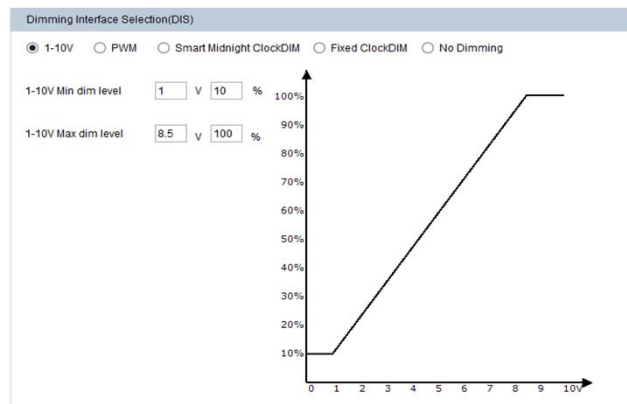 Dimming Interface Selection(DIS)
1-10V PWM Smart Midnight ClockDIM Fixed ClockDIM No Dimming
1-10V Min dim level 1 V 10 %
1-10V Max dim level 8.5 V 100 %
100%
90%
80%
70%
60%
50%
40%
30%
20%
10%
0 1 2 3 4 5 6 7 8 9 10V